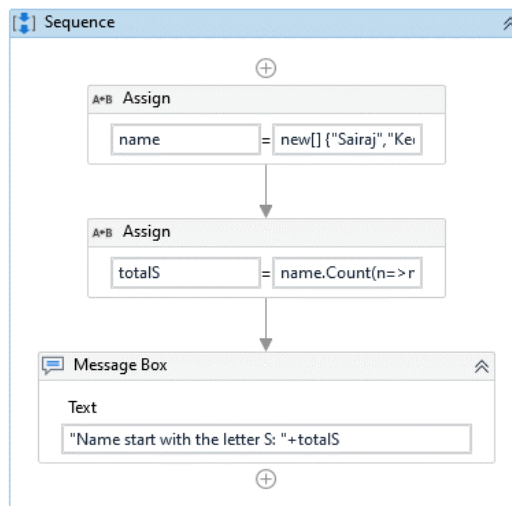 Sequence
A+B Assign
name = new[] {"Sairaj","Ke
A+B Assign
totalS = name.Count(n=>
Message Box
Text
"Name start with the letter S: "+totalS